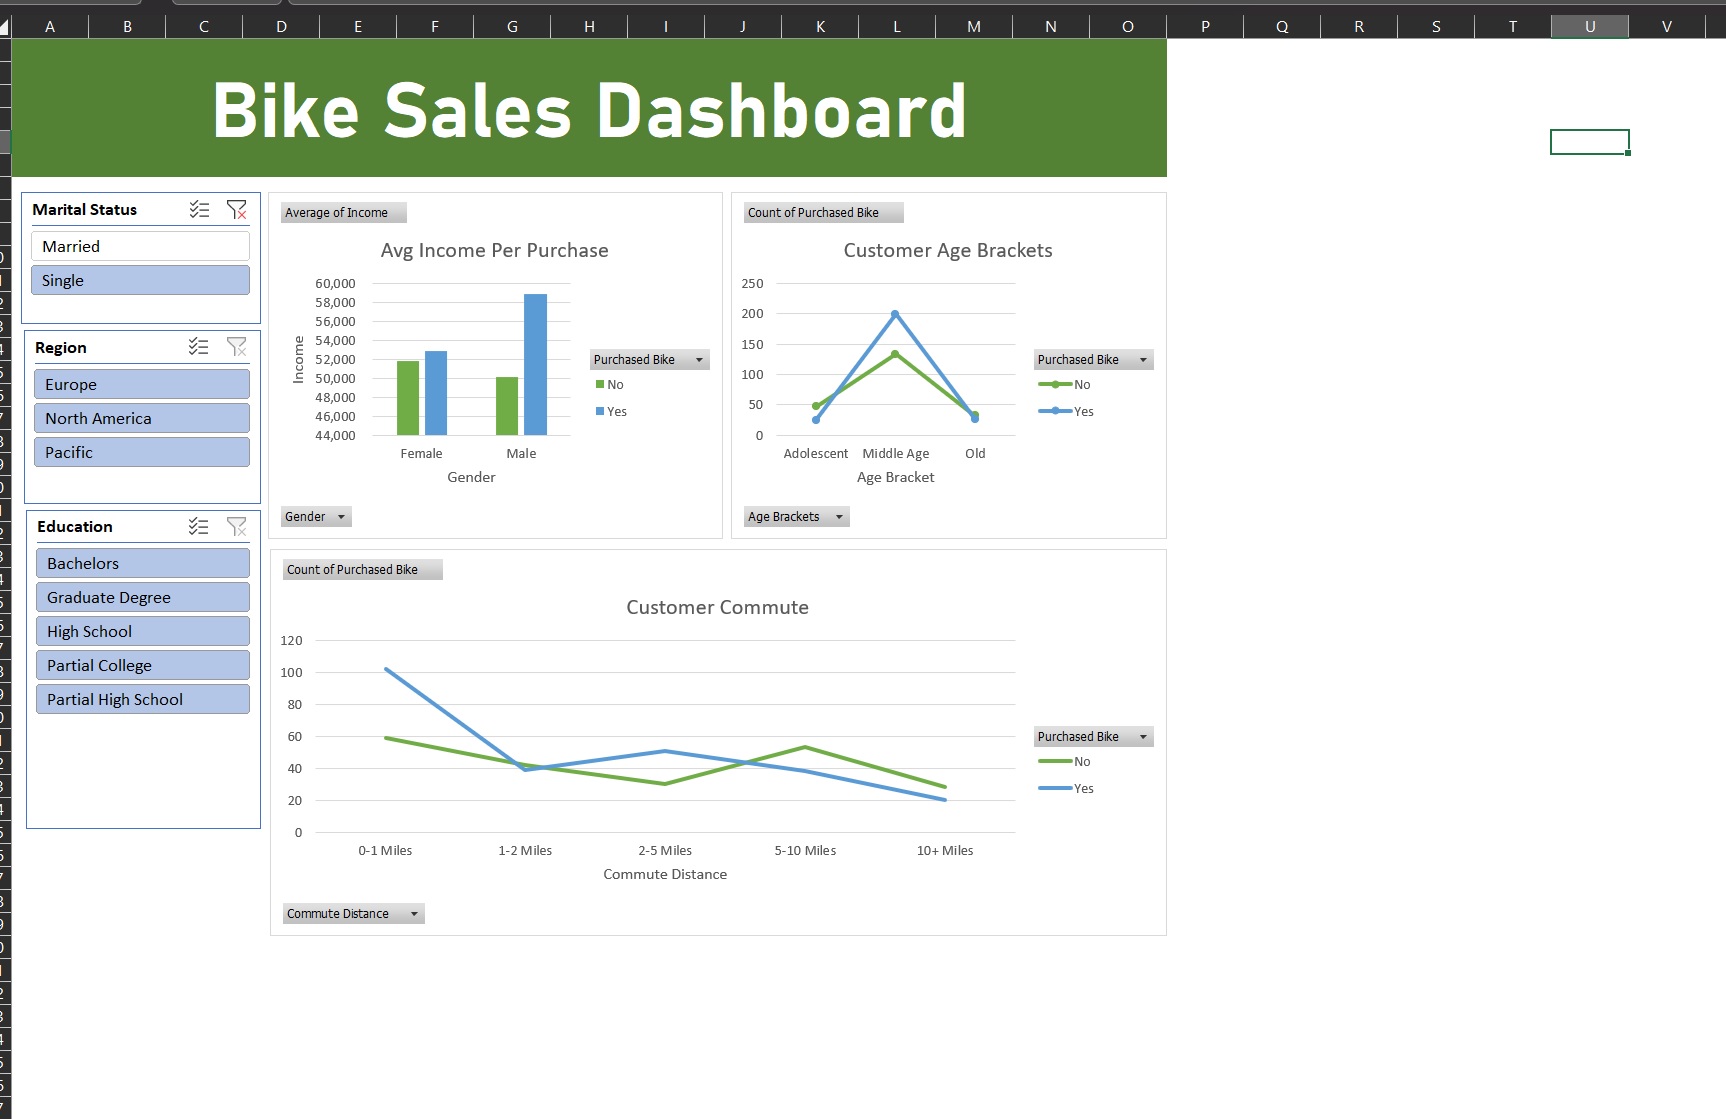 A B C D E F G H I J K L M N O P Q R S T U V
Bike Sales Dashboard
Marital Status
Married
Single
Region
Europe
North America
Pacific
Education
Bachelors
Graduate Degree
High School
Partial College
Partial High School
Average of Income
Avg Income Per Purchase
60,000
58,000
56,000
54,000
52,000
50,000
48,000
46,000
44,000
Income
Female Male
Gender
Purchased Bike
No
Yes
Gender
Count of Purchased Bike
Customer Age Brackets
250
200
150
100
50
0
Adolescent Middle Age Old
Age Bracket
Purchased Bike
No
Yes
Age Brackets
Count of Purchased Bike
Customer Commute
120
100
80
60
40
20
0
0-1 Miles 1-2 Miles 2-5 Miles 5-10 Miles 10+ Miles
Commute Distance
Purchased Bike
No
Yes
Commute Distance